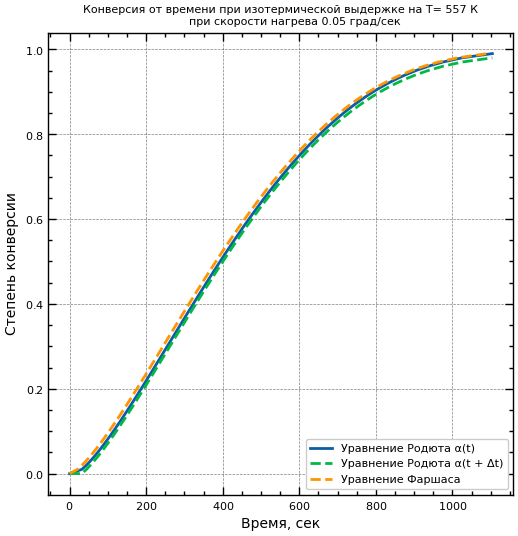 Конверсия от времени при изотермической выдержке на T= 557 К
при скорости нагрева 0.05 град/сек
1.0
0.8
0.6
0.4
0.2
0.0
Степень конверсии
0
200
400
600
800
1000
Время, сек
Уравнение Родюта α(t)
Уравнение Родюта α(t + Δt)
Уравнение Фаршаса